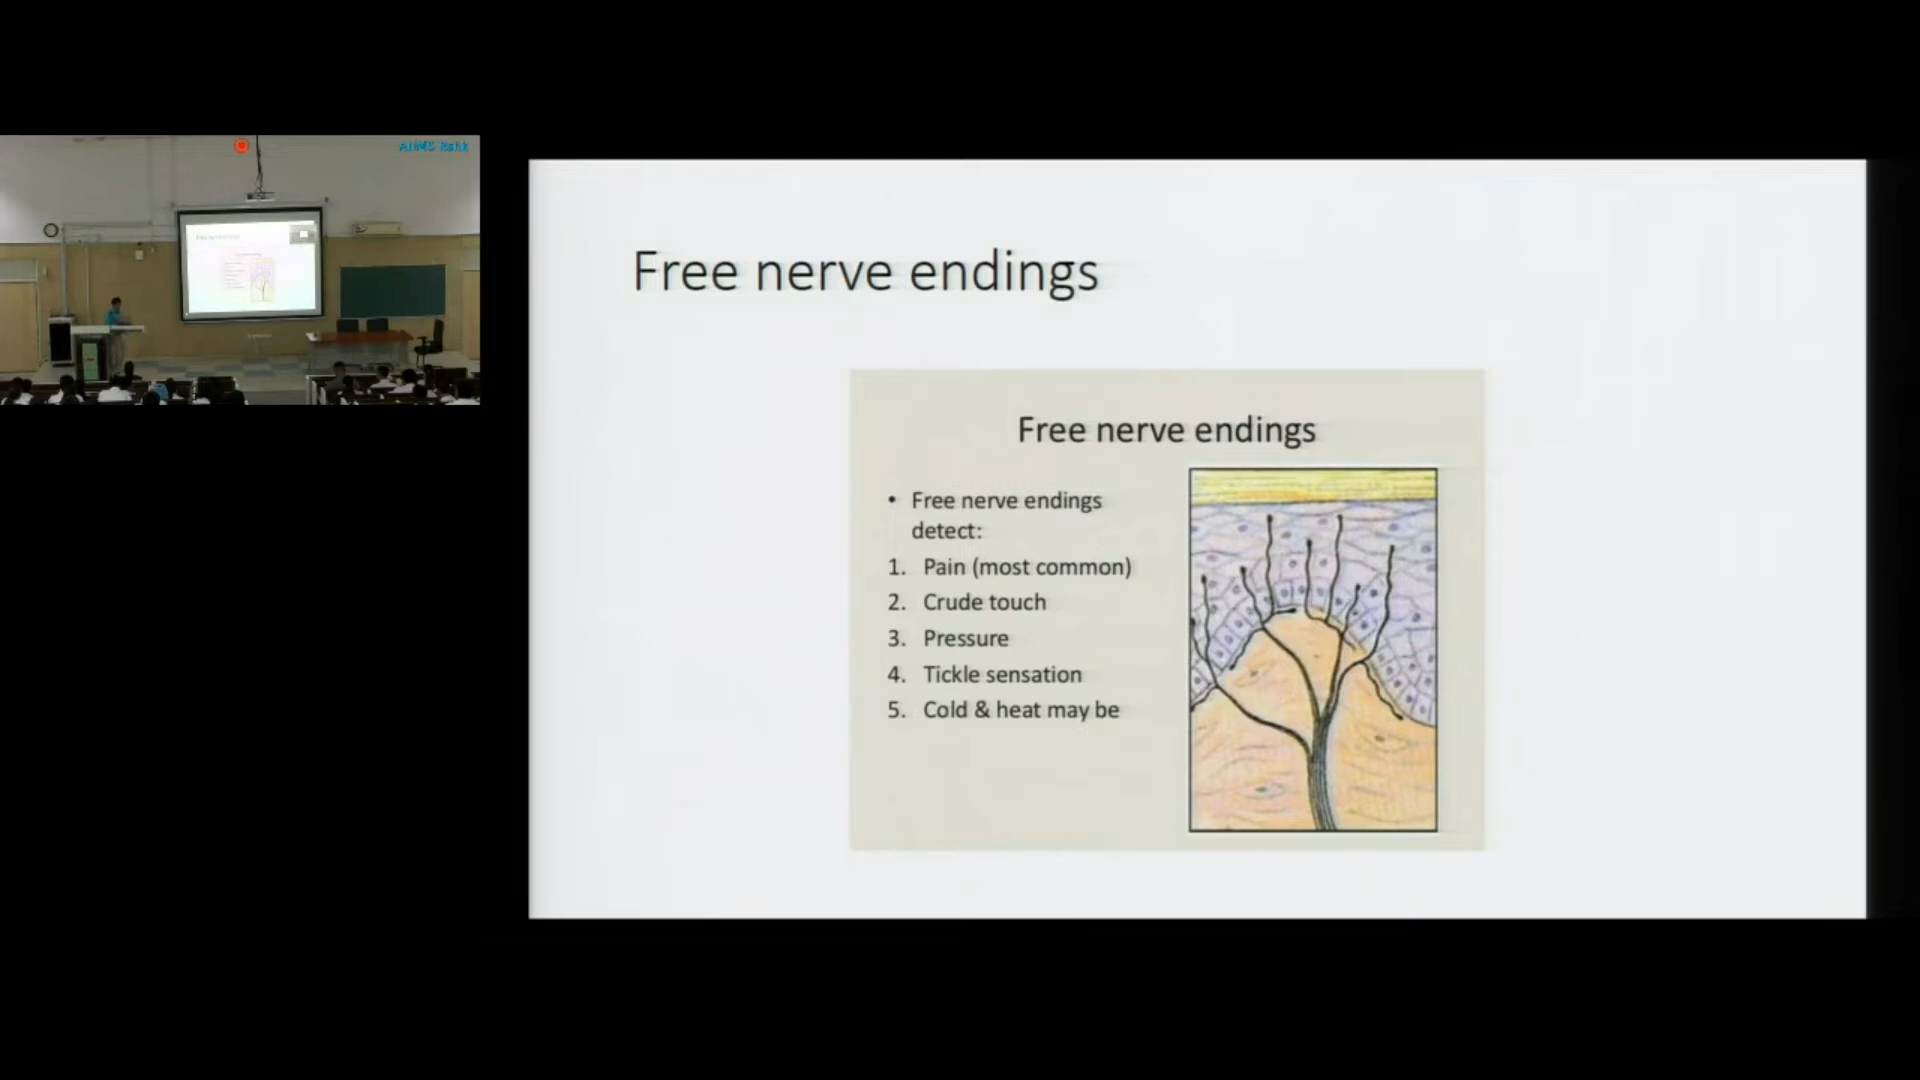 Free nerve endings
Free nerve endings
• Free nerve endings
detect:
1. Pain (most common)
2. Crude touch
3. Pressure
4. Tickle sensation
5. Cold & heat may be